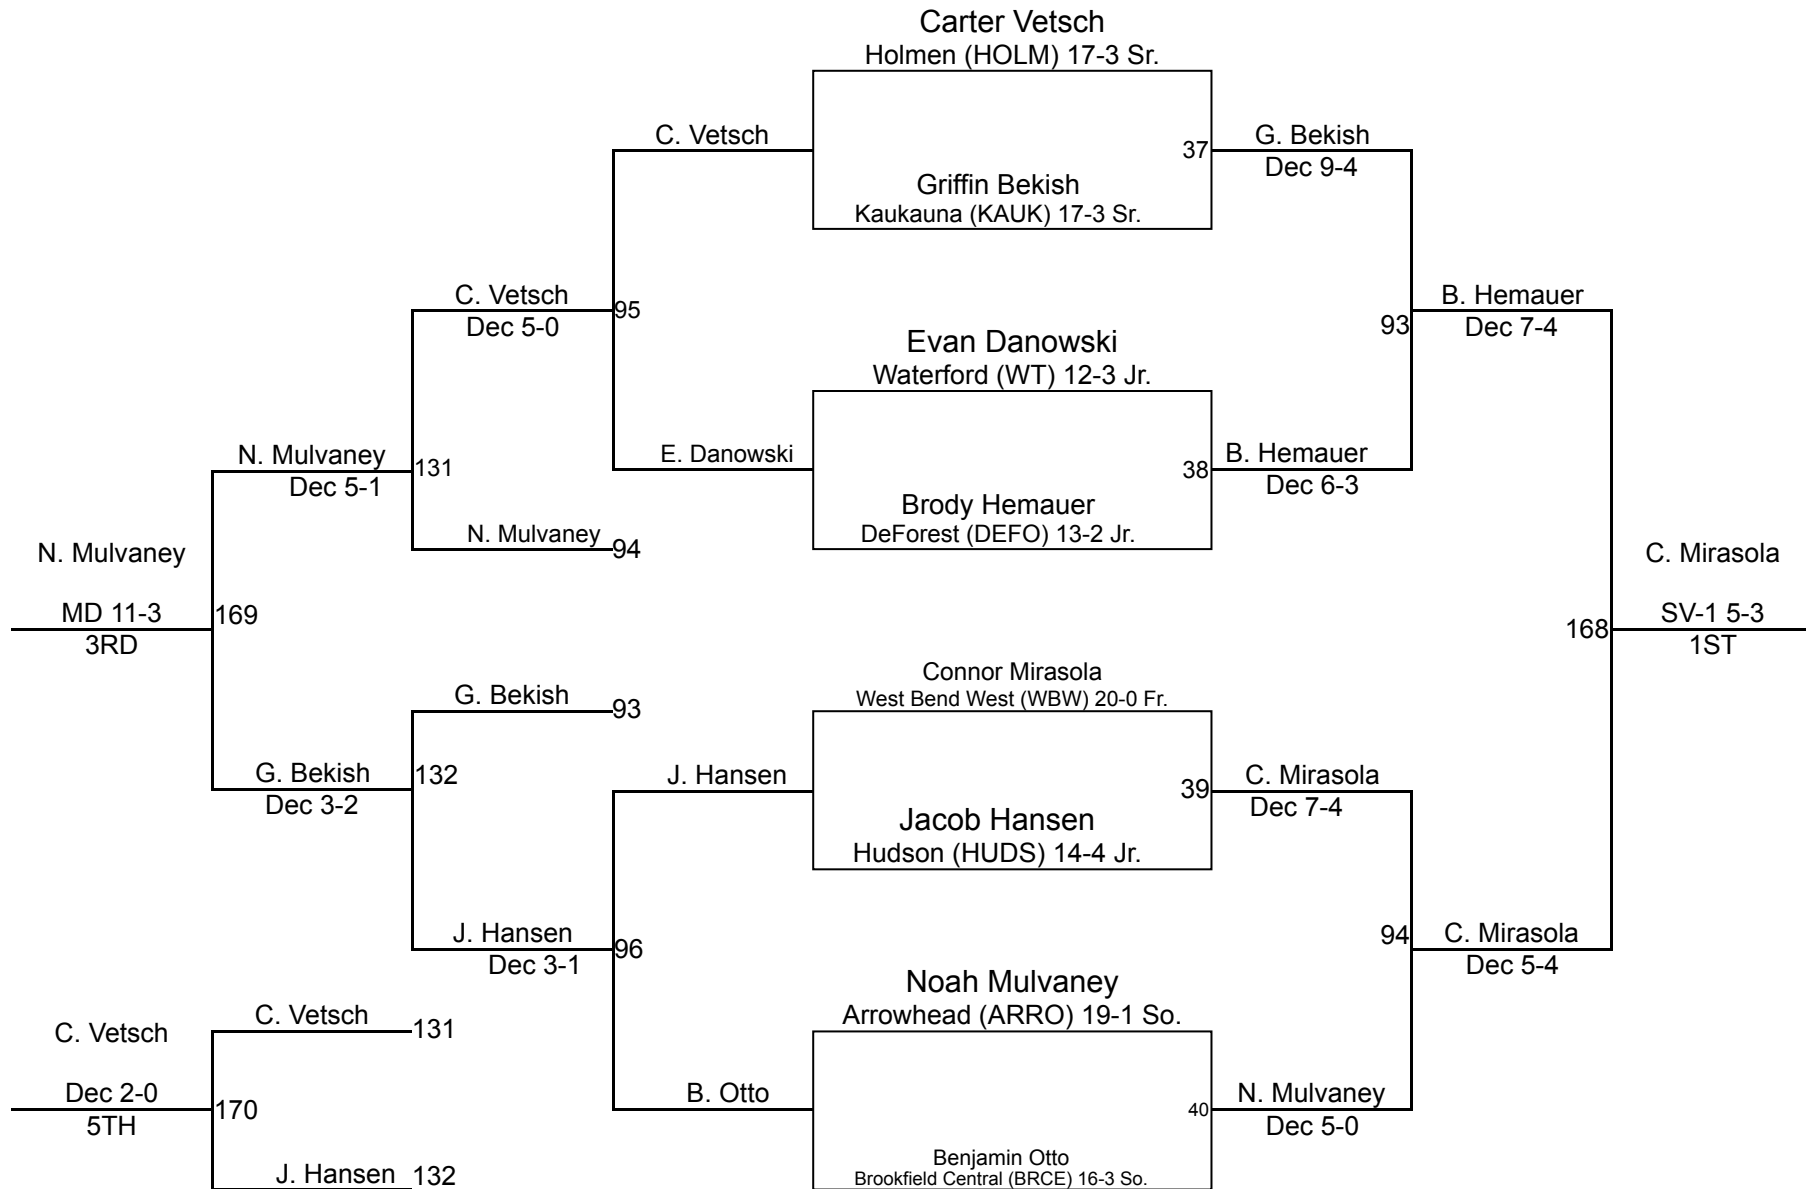 Carter Vetsch
Holmen (HOLM) 17-3 Sr.
C. Vetsch
37
G. Bekish
Dec 9-4
Griffin Bekish
Kaukauna (KAUK) 17-3 Sr.
C. Vetsch
Dec 5-0
95
B. Hemauer
Dec 7-4
93
Evan Danowski
Waterford (WT) 12-3 Jr.
N. Mulvaney
Dec 5-1
131
E. Danowski
38
B. Hemauer
Dec 6-3
Brody Hemauer
DeForest (DEFO) 13-2 Jr.
N. Mulvaney
94
N. Mulvaney
MD 11-3
3RD
169
C. Mirasola
168
SV-1 5-3
1ST
G. Bekish
93
Connor Mirasola
West Bend West (WBW) 20-0 Fr.
G. Bekish
Dec 3-2
132
J. Hansen
39
C. Mirasola
Dec 7-4
Jacob Hansen
Hudson (HUDS) 14-4 Jr.
J. Hansen
Dec 3-1
96
94
C. Mirasola
Dec 5-4
Noah Mulvaney
Arrowhead (ARRO) 19-1 So.
C. Vetsch
131
C. Vetsch
Dec 2-0
5TH
170
B. Otto
40
N. Mulvaney
Dec 5-0
Benjamin Otto
Brookfield Central (BRCE) 16-3 So.
J. Hansen
132